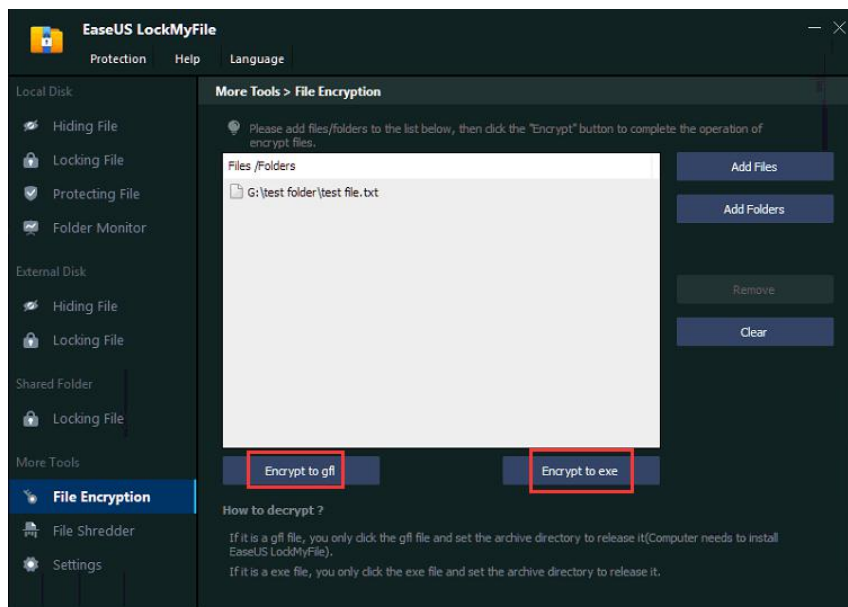 EaseUS LockMyFile
Protection Help Language
Local Disk
Hiding File
Locking File
Protecting File
Folder Monitor
External Disk
Hiding File
Locking File
Shared Folder
Locking File
More Tools
File Encryption
File Shredder
Settings
More Tools > File Encryption
Please add files/folders to the list below, then click the "Encrypt" button to complete the operation of
encrypt files.
Files /Folders
G:\test folder\test file.txt
Add Files
Add Folders
Remove
Clear
Encrypt to gfl
Encrypt to exe
How to decrypt ?
If it is a gfl file, you only click the gfl file and set the archive directory to release it(Computer needs to install
EaseUS LockMyFile).
If it is a exe file, you only click the exe file and set the archive directory to release it.